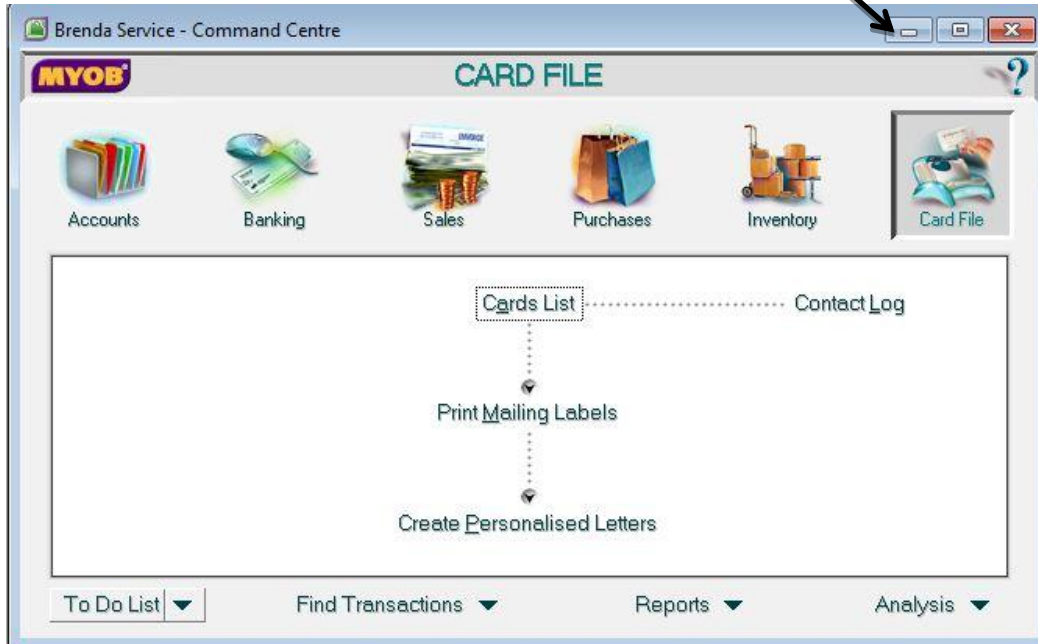 Brenda Service - Command Centre
MYOB
CARD FILE
?
Accounts
Banking
INVOICE
Sales
Purchases
Inventory
Card File
Cards List
Contact Log
Print Mailing Labels
Create Personalised Letters
To Do List
Find Transactions
Reports
Analysis